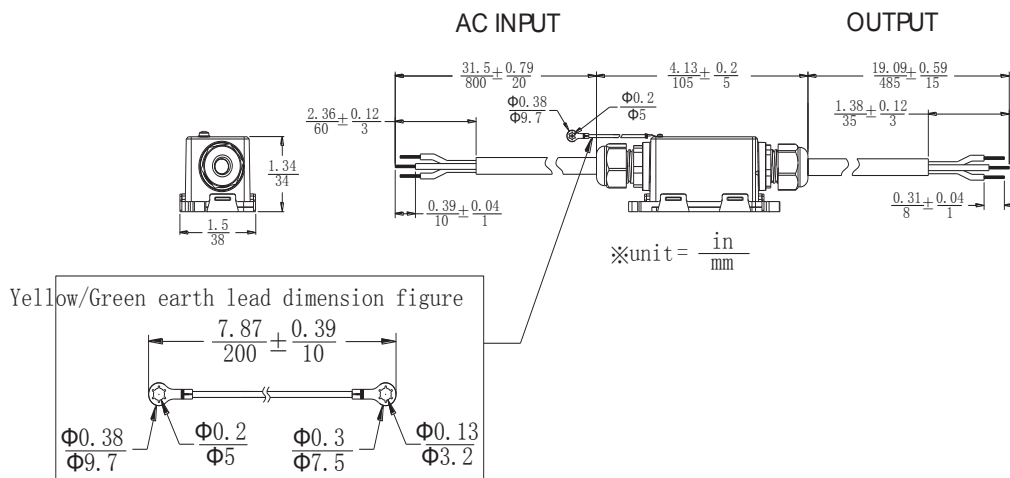 AC INPUT
OUTPUT
31.5/800 ± 0.79/20
4.13/105 ± 0.2/5
19.09/485 ± 0.59/15
2.36/60 ± 0.12/3
Φ0.38/Φ9.7
Φ0.2/Φ5
1.38/35 ± 0.12/3
1.34/34
1.5/38
0.39/10 ± 0.04/1
0.31/8 ± 0.04/1
※unit = in/mm
Yellow/Green earth lead dimension figure
7.87/200 ± 0.39/10
Φ0.38/Φ9.7
Φ0.2/Φ5
Φ0.3/Φ7.5
Φ0.13/Φ3.2